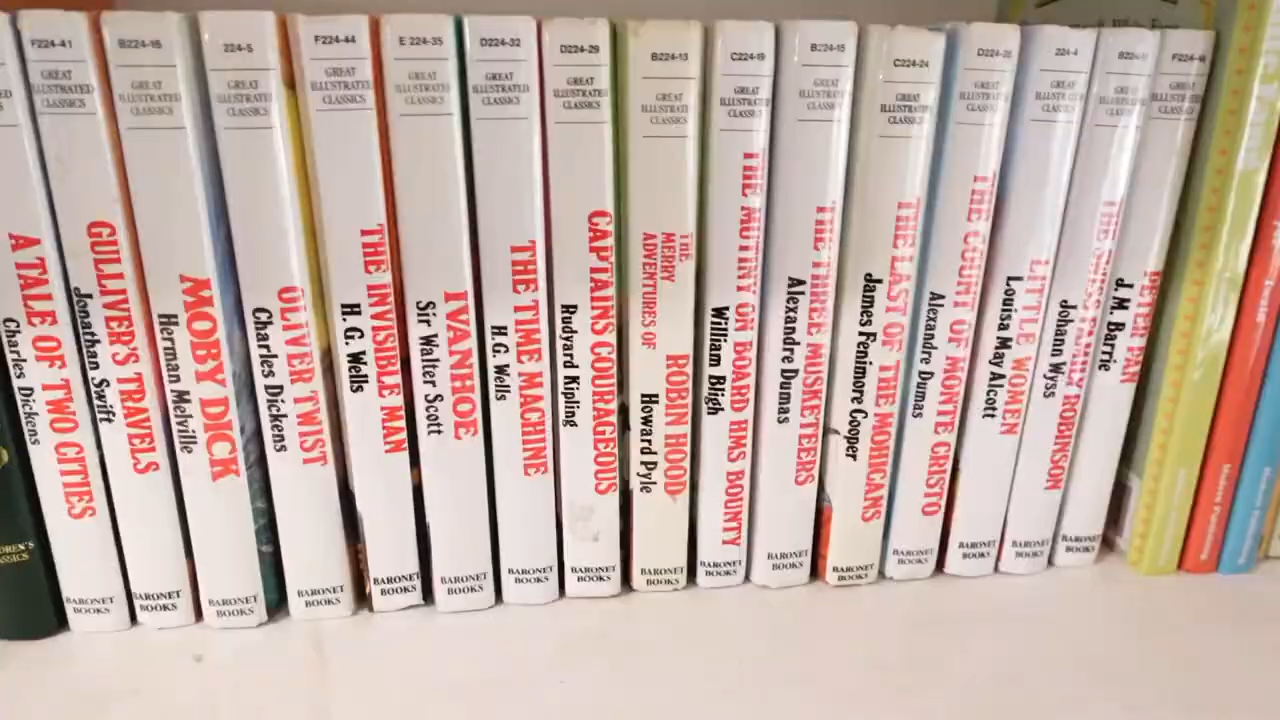 F224-41
GREAT
ILLUSTRATED
CLASSICS
A TALE OF TWO CITIES
Charles Dickens
BARONET
BOOKS
B224-16
GREAT
ILLUSTRATED
CLASSICS
GULLIVER'S TRAVELS
Jonathan Swift
BARONET
BOOKS
224-5
GREAT
ILLUSTRATED
CLASSICS
MOBY DICK
Herman Melville
BARONET
BOOKS
F224-44
GREAT
ILLUSTRATED
CLASSICS
OLIVER TWIST
Charles Dickens
BARONET
BOOKS
E 224-35
GREAT
ILLUSTRATED
CLASSICS
THE INVISIBLE MAN
H. G. Wells
BARONET
BOOKS
D224-32
GREAT
ILLUSTRATED
CLASSICS
IVANHOE
Sir Walter Scott
BARONET
BOOKS
D224-29
GREAT
ILLUSTRATED
CLASSICS
THE TIME MACHINE
H.G. Wells
BARONET
BOOKS
B224-13
GREAT
ILLUSTRATED
CLASSICS
CAPTAINS COURAGEOUS
Rudyard Kipling
BARONET
BOOKS
C224-19
GREAT
ILLUSTRATED
CLASSICS
THE
MERRY
ADVENTURES OF
ROBIN HOOD
Howard Pyle
BARONET
BOOKS
B224-15
GREAT
ILLUSTRATED
CLASSICS
THE MUTINY ON BOARD HMS BOUNTY
William Bligh
BARONET
BOOKS
C224-24
GREAT
ILLUSTRATED
CLASSICS
THE THREE MUSKETEERS
Alexandre Dumas
BARONET
BOOKS
GREAT
ILLUSTRATED
CLASSICS
THE LAST OF THE MOHICANS
James Fenimore Cooper
BARONET
BOOKS
224-4
GREAT
ILLUSTRATED
CLASSICS
THE COUNT OF MONTE CRISTO
Alexandre Dumas
BARONET
BOOKS
GREAT
ILLUSTRATED
CLASSICS
LITTLE WOMEN
Louisa May Alcott
BARONET
BOOKS
GREAT
ILLUSTRATED
CLASSICS
THE SWISS FAMILY ROBINSON
Johann Wyss
BARONET
BOOKS
PETER PAN
J. M. Barrie
BARONET
BOOKS